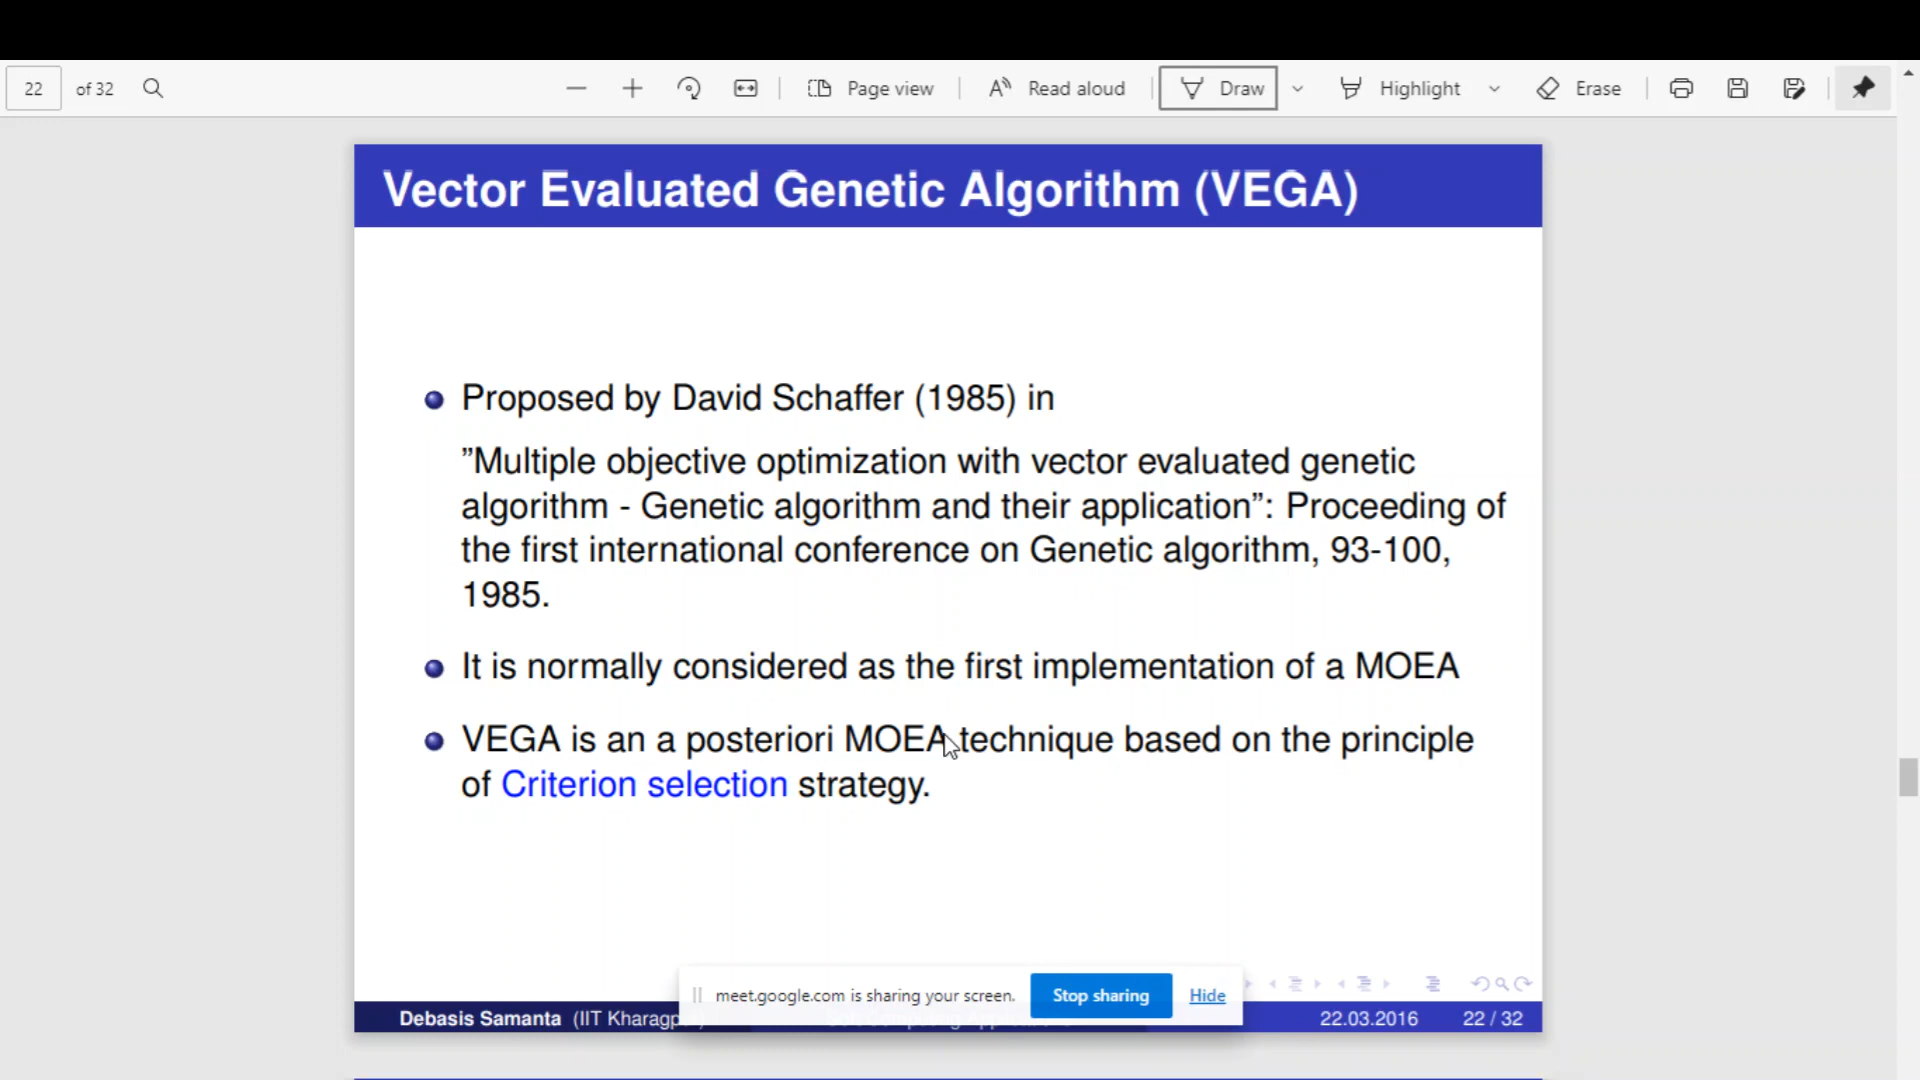 22 of 32 Page view Read aloud Draw Highlight Erase
Vector Evaluated Genetic Algorithm (VEGA)
Proposed by David Schaffer (1985) in
”Multiple objective optimization with vector evaluated genetic
algorithm - Genetic algorithm and their application”: Proceeding of
the first international conference on Genetic algorithm, 93-100,
1985.
It is normally considered as the first implementation of a MOEA
VEGA is an a posteriori MOEA technique based on the principle
of Criterion selection strategy.
meet.google.com is sharing your screen. Stop sharing Hide
Debasis Samanta (IIT 22.03.2016 22 / 32